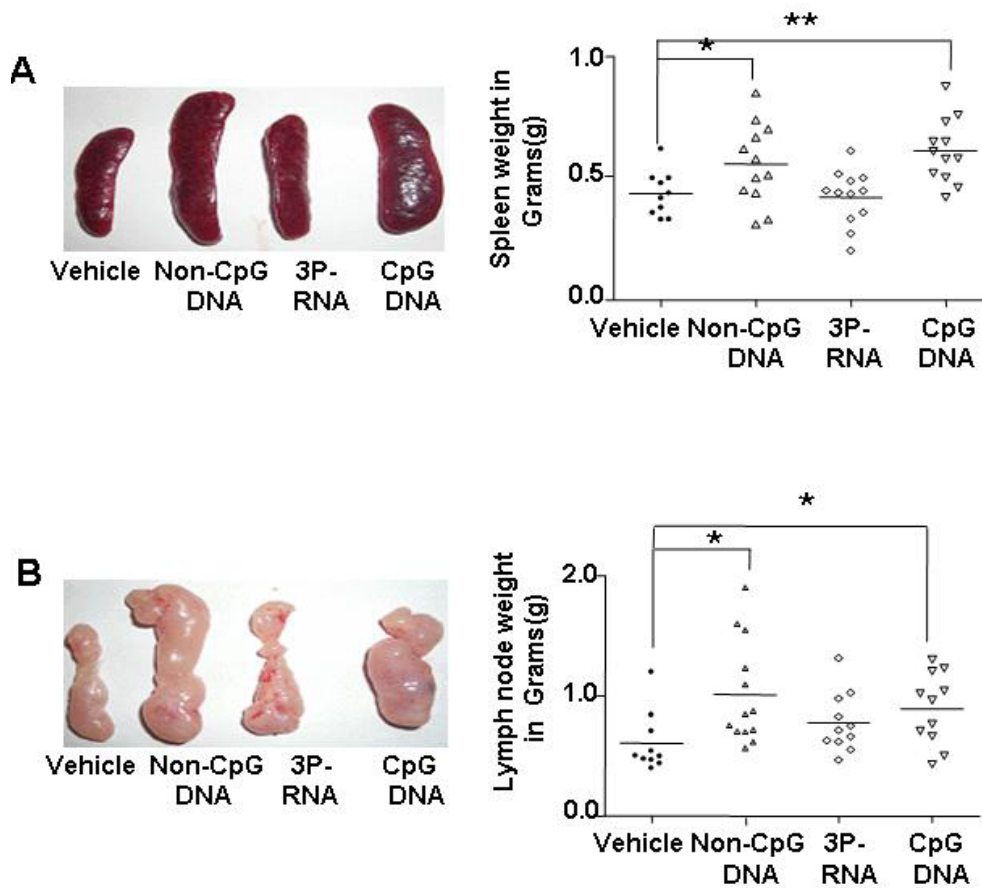 A
Vehicle Non-CpG 3P- CpG
DNA RNA DNA
** 
*
Spleen weight in
Grams(g)
1.0
0.5
0.0
Vehicle Non-CpG 3P- CpG
DNA RNA DNA
B
Vehicle Non-CpG 3P- CpG
DNA RNA DNA
*
*
Lymph node weight
in Grams(g)
2.0
1.0
0.0
Vehicle Non-CpG 3P- CpG
DNA RNA DNA